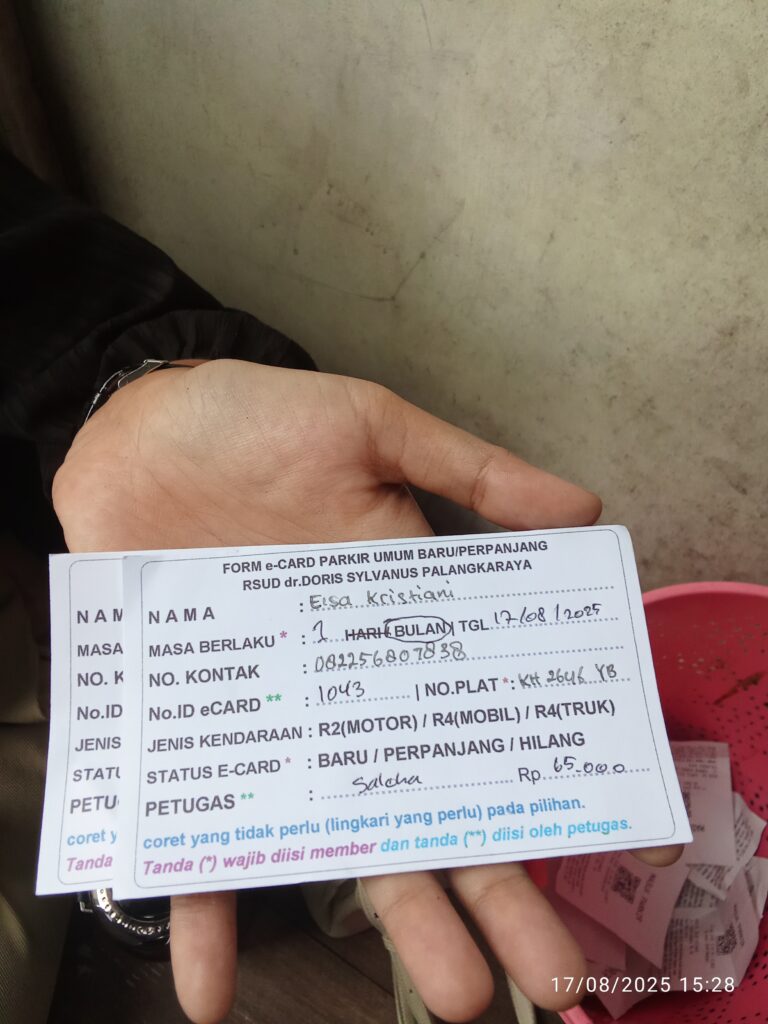 FORM e-CARD PARKIR UMUM BARU/PERPANJANG
RSUD dr.DORIS SYLVANUS PALANGKARAYA
N A M A : Elsa Kristiani
MASA BERLAKU * : 1 HARI / BULAN | TGL 17/08/2025
NO. KONTAK : 082256807838
No.ID eCARD ** : 1043 | NO.PLAT * : KH 2646 YB
JENIS KENDARAAN : R2(MOTOR) / R4(MOBIL) / R4(TRUK)
STATUS E-CARD * : BARU / PERPANJANG / HILANG
PETUGAS ** : Saleha Rp 65.000
coret yang tidak perlu (lingkari yang perlu) pada pilihan.
Tanda (*) wajib diisi member dan tanda (**) diisi oleh petugas.
N A M
MASA
NO. K
No.ID
JENIS
STATU
PETU
coret y
Tanda
17/08/2025 15:28